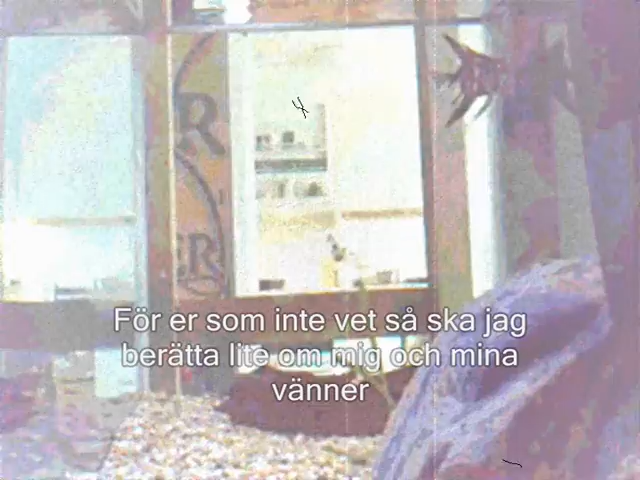 R
R
För er som inte vet så ska jag
berätta lite om mig och mina
vänner